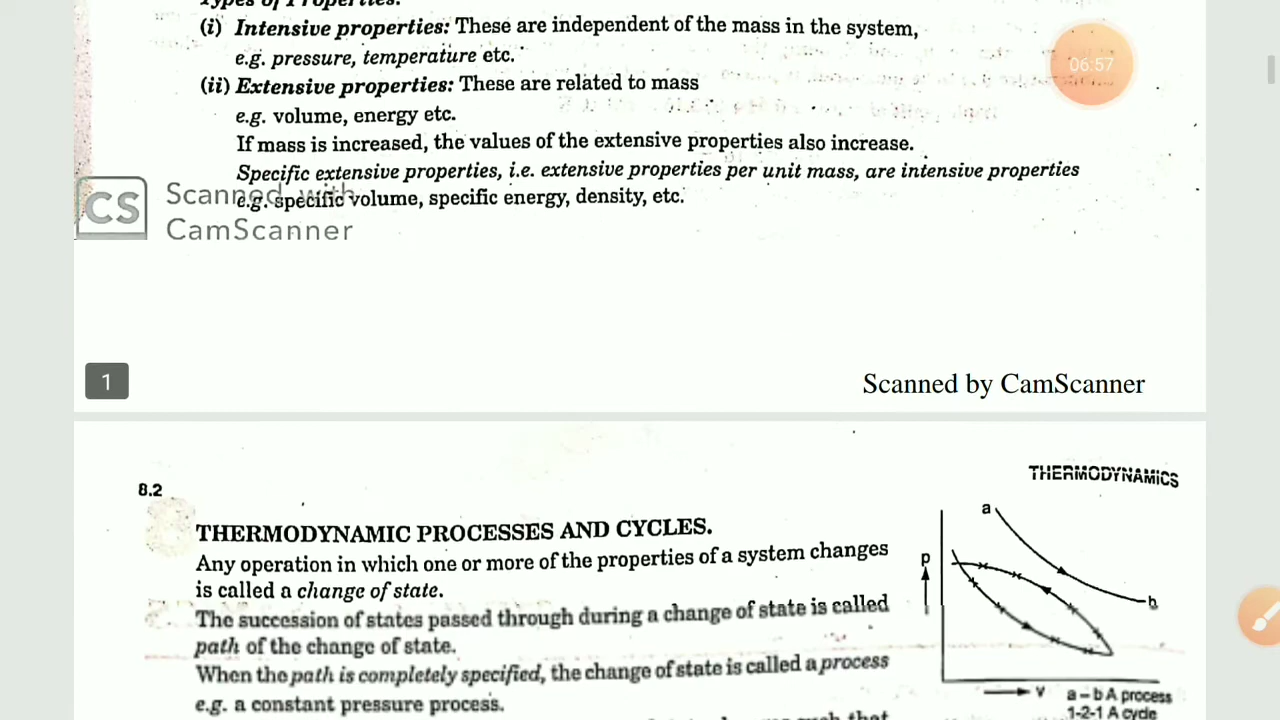 Types of Properties.
(i) Intensive properties: These are independent of the mass in the system,
e.g. pressure, temperature etc.
06:57
(ii) Extensive properties: These are related to mass
e.g. volume, energy etc.
If mass is increased, the values of the extensive properties also increase.
Specific extensive properties, i.e. extensive properties per unit mass, are intensive properties
e.g. specific volume, specific energy, density, etc.
CS
Scanned with
CamScanner
1
Scanned by CamScanner
8.2
THERMODYNAMICS
THERMODYNAMIC PROCESSES AND CYCLES.
Any operation in which one or more of the properties of a system changes
is called a change of state.
The succession of states passed through during a change of state is called
path of the change of state.
When the path is completely specified, the change of state is called a process
e.g. a constant pressure process.
such that
a
p
b
v
a – b A process
1-2-1 A cycle